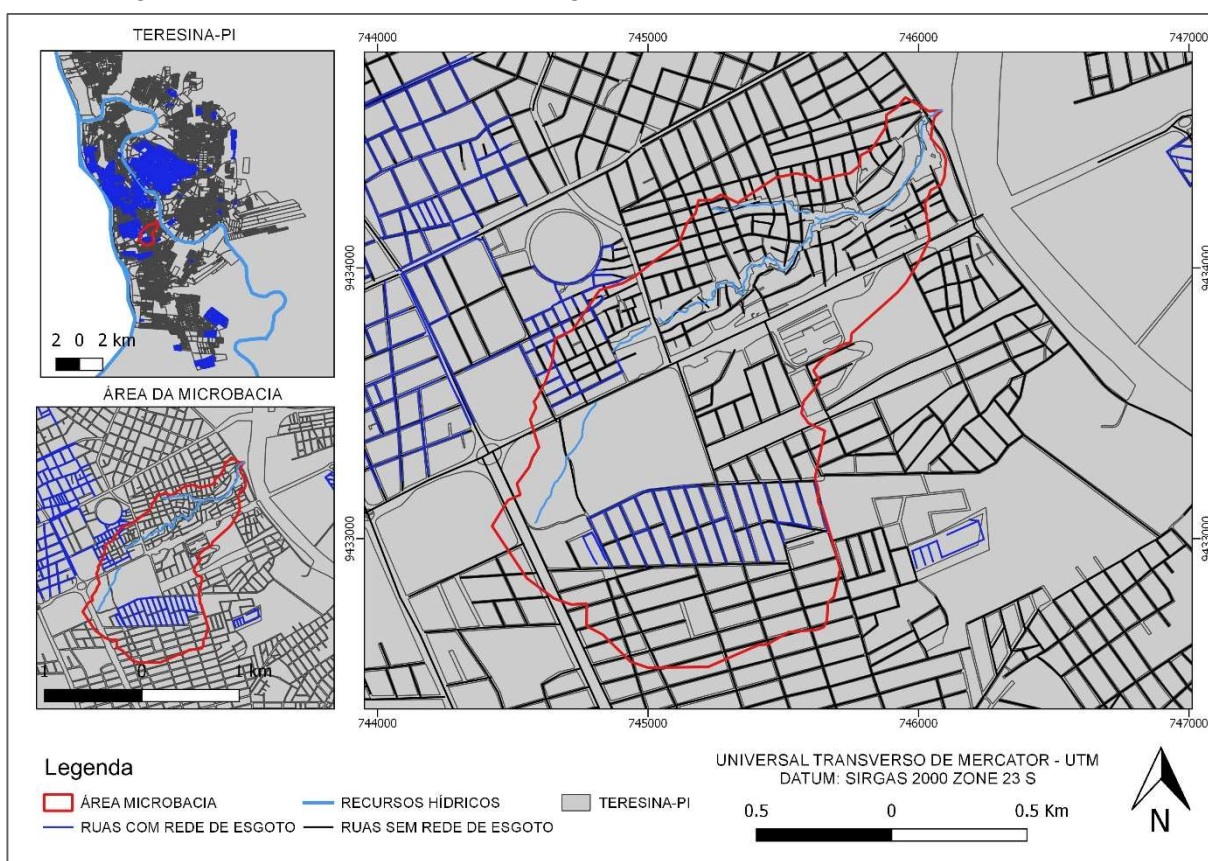 TERESINA-PI
2 0 2 km
ÁREA DA MICROBACIA
1 0 1 km
744000 745000 746000 747000
9434000 9434000
9433000 9433000
744000 745000 746000 747000
Legenda
ÁREA MICROBACIA RECURSOS HÍDRICOS TERESINA-PI
RUAS COM REDE DE ESGOTO RUAS SEM REDE DE ESGOTO
UNIVERSAL TRANSVERSO DE MERCATOR - UTM
DATUM: SIRGAS 2000 ZONE 23 S
0.5 0 0.5 Km
N